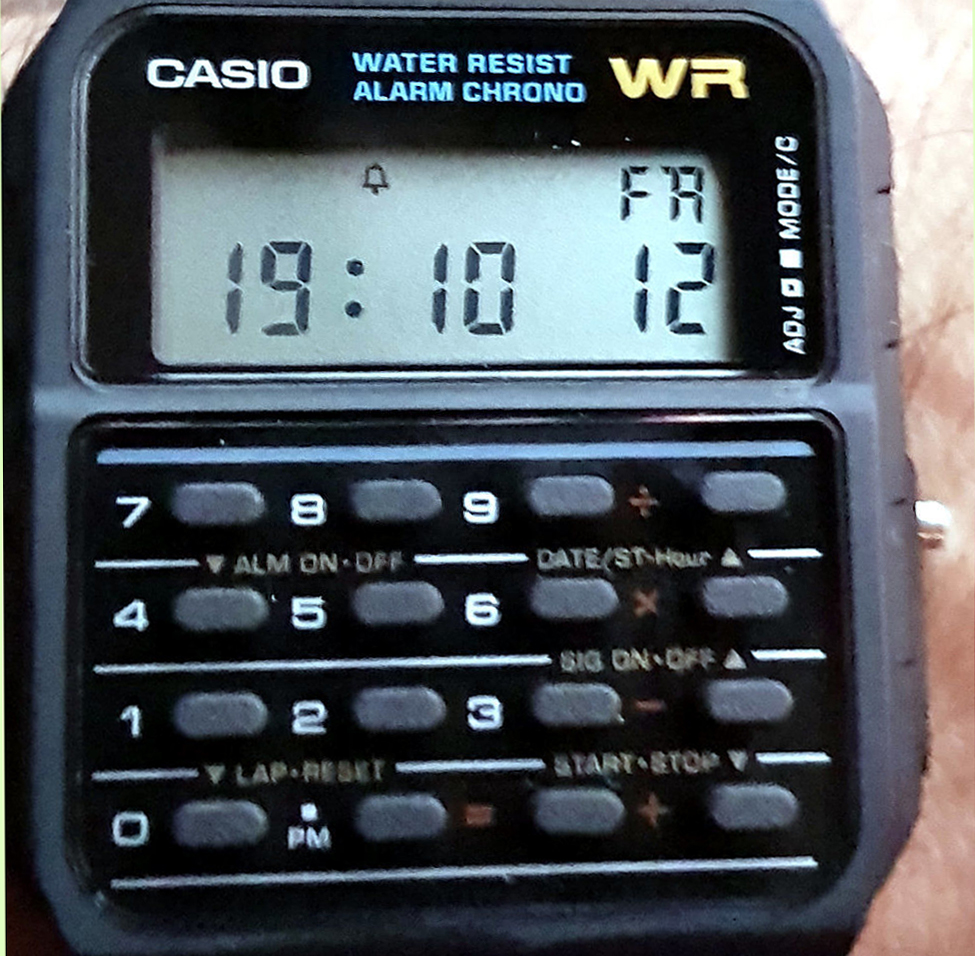 CASIO WATER RESIST WR
ALARM CHRONO
FR
19:10 12
ADJ MODE/C
7 8 9 ÷
▼ ALM ON·OFF DATE/ST-Hour ▲
4 5 6 ×
SIG ON·OFF ▲
1 2 3 −
▼ LAP·RESET START·STOP ▼
0 . = +
PM